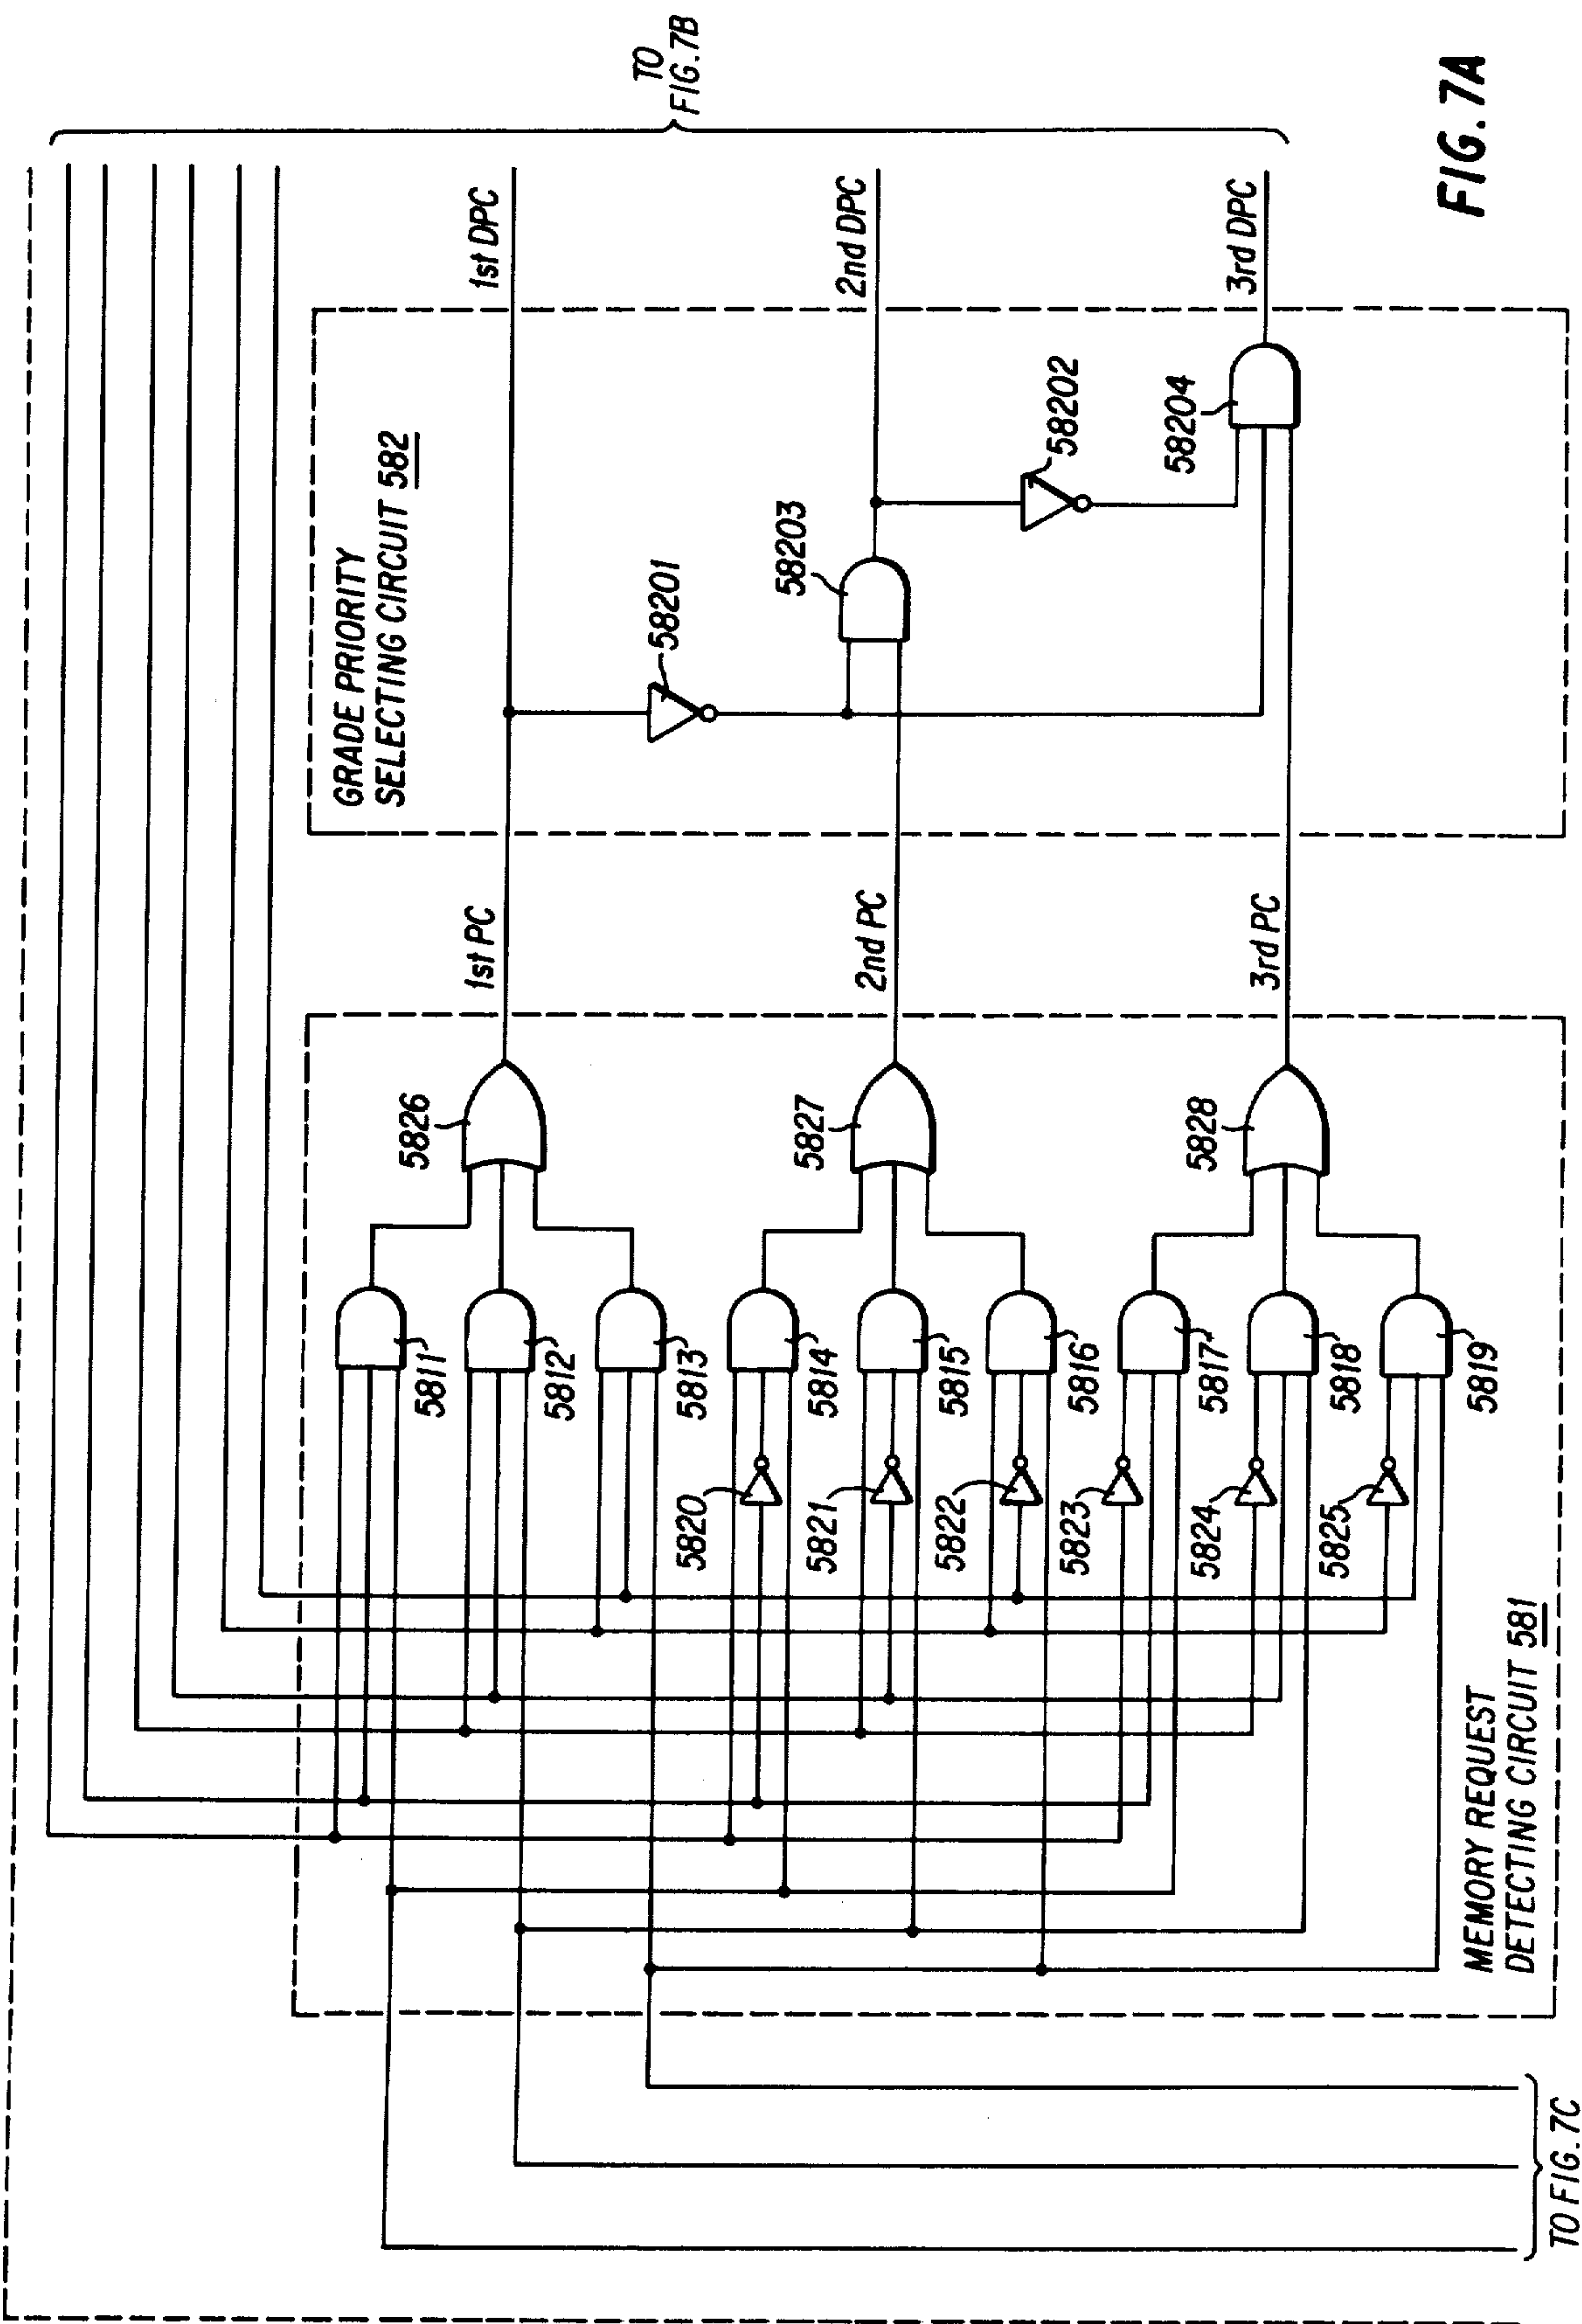 TO
FIG. 7B
FIG. 7A
1st DPC
2nd DPC
3rd DPC
GRADE PRIORITY
SELECTING CIRCUIT 582
58201
58203
58202
58204
1st PC
2nd PC
3rd PC
5826
5827
5828
5811
5812
5813
5814
5815
5816
5817
5818
5819
5820
5821
5822
5823
5824
5825
MEMORY REQUEST
DETECTING CIRCUIT 581
TO FIG. 7C